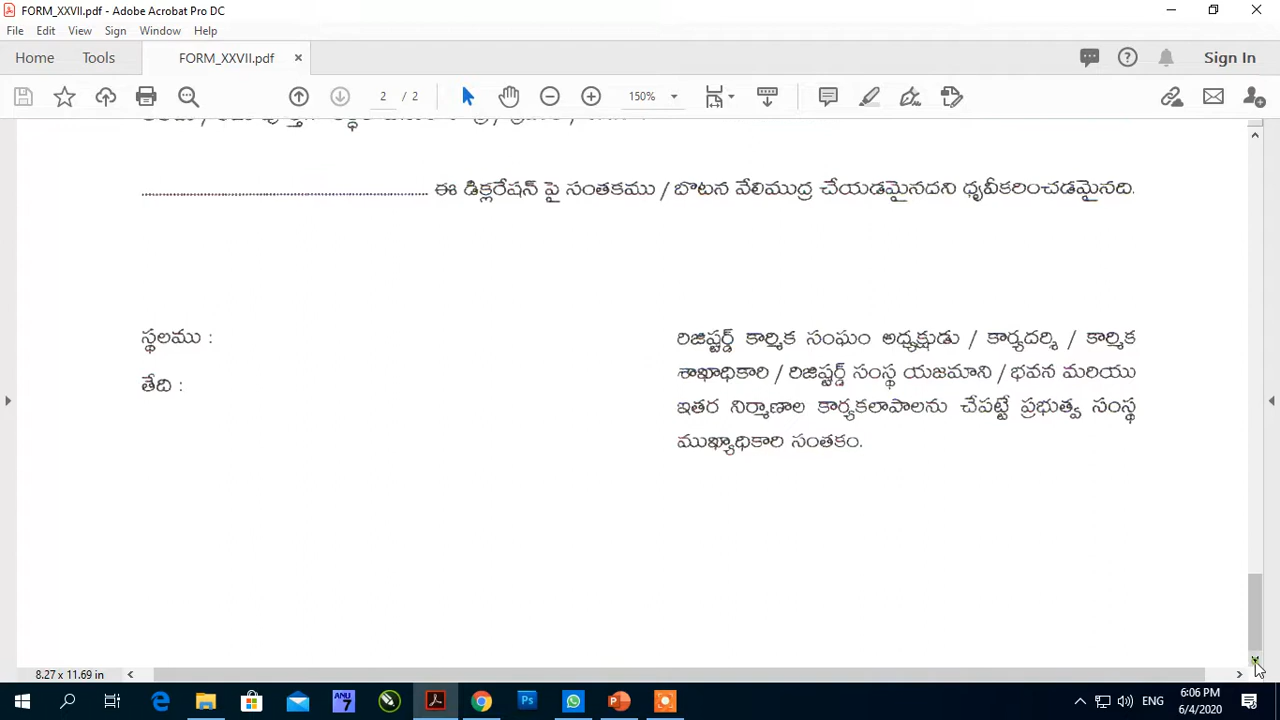 FORM_XXVII.pdf - Adobe Acrobat Pro DC
File Edit View Sign Window Help
Home Tools FORM_XXVII.pdf × Sign In
2 / 2 150%
............................................................ ఈ డిక్లరేషన్ పై సంతకము / బొటన వేలిముద్ర చేయడమైనదని ధృవీకరించడమైనది.
స్థలము :
తేది :
రిజిష్టర్డ్ కార్మిక సంఘం అధ్యక్షుడు / కార్యదర్శి / కార్మిక
శాఖాధికారి / రిజిష్టర్డ్ సంస్థ యజమాని / భవన మరియు
ఇతర నిర్మాణాల కార్యకలాపాలను చేపట్టే ప్రభుత్వ సంస్థ
ముఖ్యాధికారి సంతకం.
8.27 x 11.69 in
ANU 7 Ps ENG 6:06 PM
6/4/2020